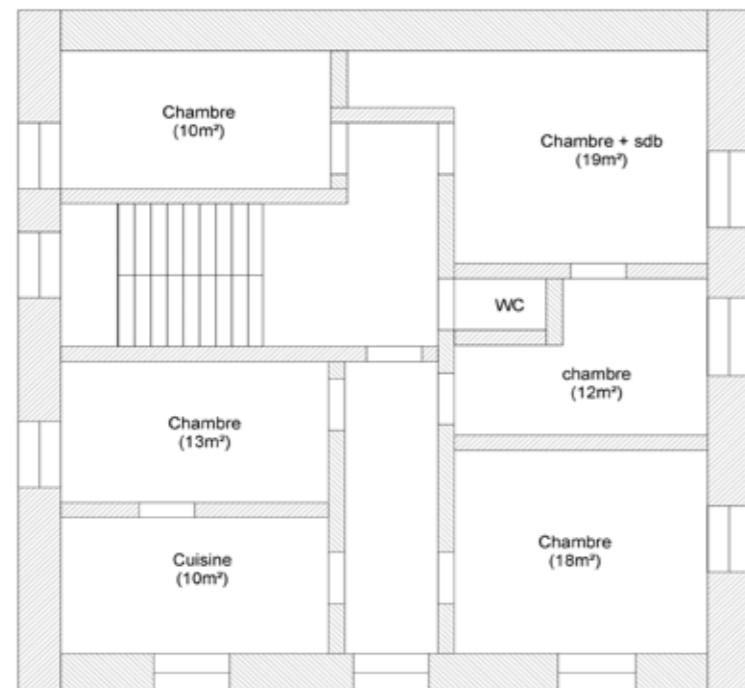 Chambre
(10m²)
Chambre + sdb
(19m²)
WC
chambre
(12m²)
Chambre
(13m²)
Chambre
(18m²)
Cuisine
(10m²)